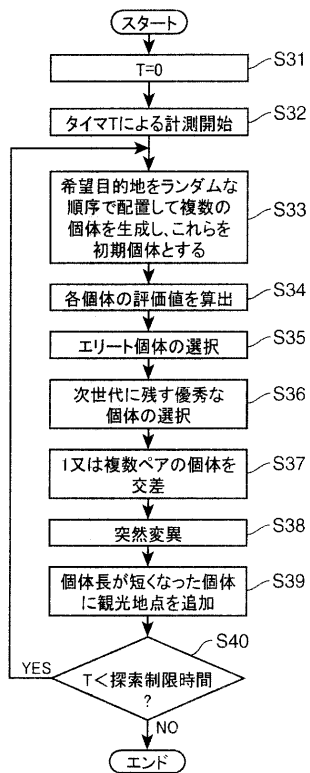 スタート
T=0
S31
タイマTによる計測開始
S32
希望目的地をランダムな
順序で配置して複数の
個体を生成し、これらを
初期個体とする
S33
各個体の評価値を算出
S34
エリート個体の選択
S35
次世代に残す優秀な
個体の選択
S36
1又は複数ペアの個体を
交差
S37
突然変異
S38
個体長が短くなった個体
に観光地点を追加
S39
S40
T<探索制限時間
?
YES
NO
エンド